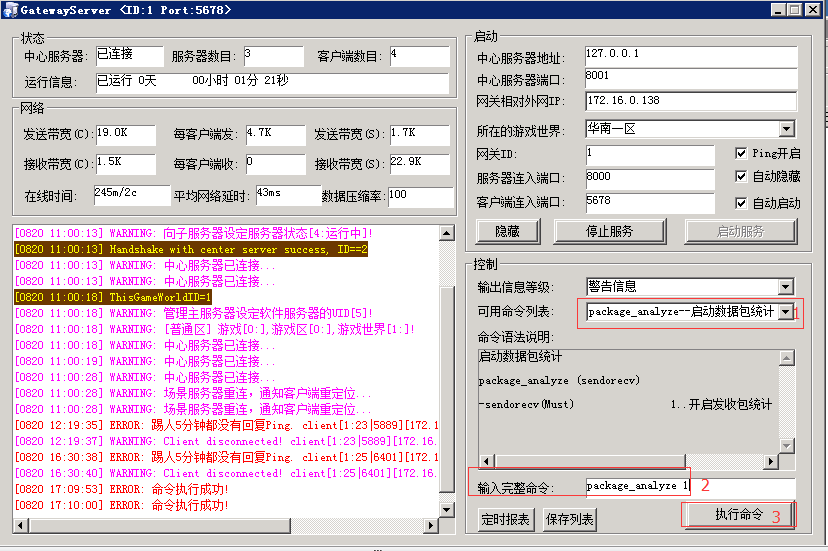 GatewayServer <ID:1 Port:5678>
状态
中心服务器: 已连接 服务器数目: 3 客户端数目: 4
运行信息: 已运行 0天 00小时 01分 21秒
网络
发送带宽(C): 19.0K 每客户端发: 4.7K 发送带宽(S): 1.7K
接收带宽(C): 1.5K 每客户端收: 0 接收带宽(S): 22.9K
在线时间: 245m/2c 平均网络延时: 43ms 数据压缩率: 100
[0820 11:00:13] WARNING: 向子服务器设定服务器状态[4:运行中]!
[0820 11:00:13] Handshake with center server success, ID==2
[0820 11:00:13] WARNING: 中心服务器已连接...
[0820 11:00:13] WARNING: 中心服务器已连接...
[0820 11:00:18] ThisGameWorldID=1
[0820 11:00:18] WARNING: 管理主服务器设定软件服务器的UID[5]!
[0820 11:00:18] WARNING: [普通区] 游戏[0:],游戏区[0:],游戏世界[1:]!
[0820 11:00:18] WARNING: 中心服务器已连接...
[0820 11:00:19] WARNING: 中心服务器已连接...
[0820 11:00:28] WARNING: 中心服务器已连接...
[0820 11:00:28] WARNING: 场景服务器重连，通知客户端重定位...
[0820 11:00:28] WARNING: 场景服务器重连，通知客户端重定位...
[0820 12:19:35] ERROR: 踢人5分钟都没有回复Ping. client[1:23|5889][172.1
[0820 12:19:37] WARNING: Client disconnected! client[1:23|5889][172.16.
[0820 16:30:38] ERROR: 踢人5分钟都没有回复Ping. client[1:25|6401][172.1
[0820 16:30:40] WARNING: Client disconnected! client[1:25|6401][172.16.
[0820 17:09:53] ERROR: 命令执行成功!
[0820 17:10:00] ERROR: 命令执行成功!
启动
中心服务器地址: 127.0.0.1
中心服务器端口: 8001
网关相对外网IP: 172.16.0.138
所在的游戏世界: 华南一区
网关ID: 1 Ping开启
服务器连入端口: 8000 自动隐藏
客户端连入端口: 5678 自动启动
隐藏 停止服务 启动服务
控制
输出信息等级: 警告信息
可用命令列表: package_analyze--启动数据包统计 1
命令语法说明:
启动数据包统计
package_analyze (sendorecv)
-sendorecv(Must) 1..开启发收包统计
输入完整命令: package_analyze 1 2
定时报表 保存列表 执行命令 3